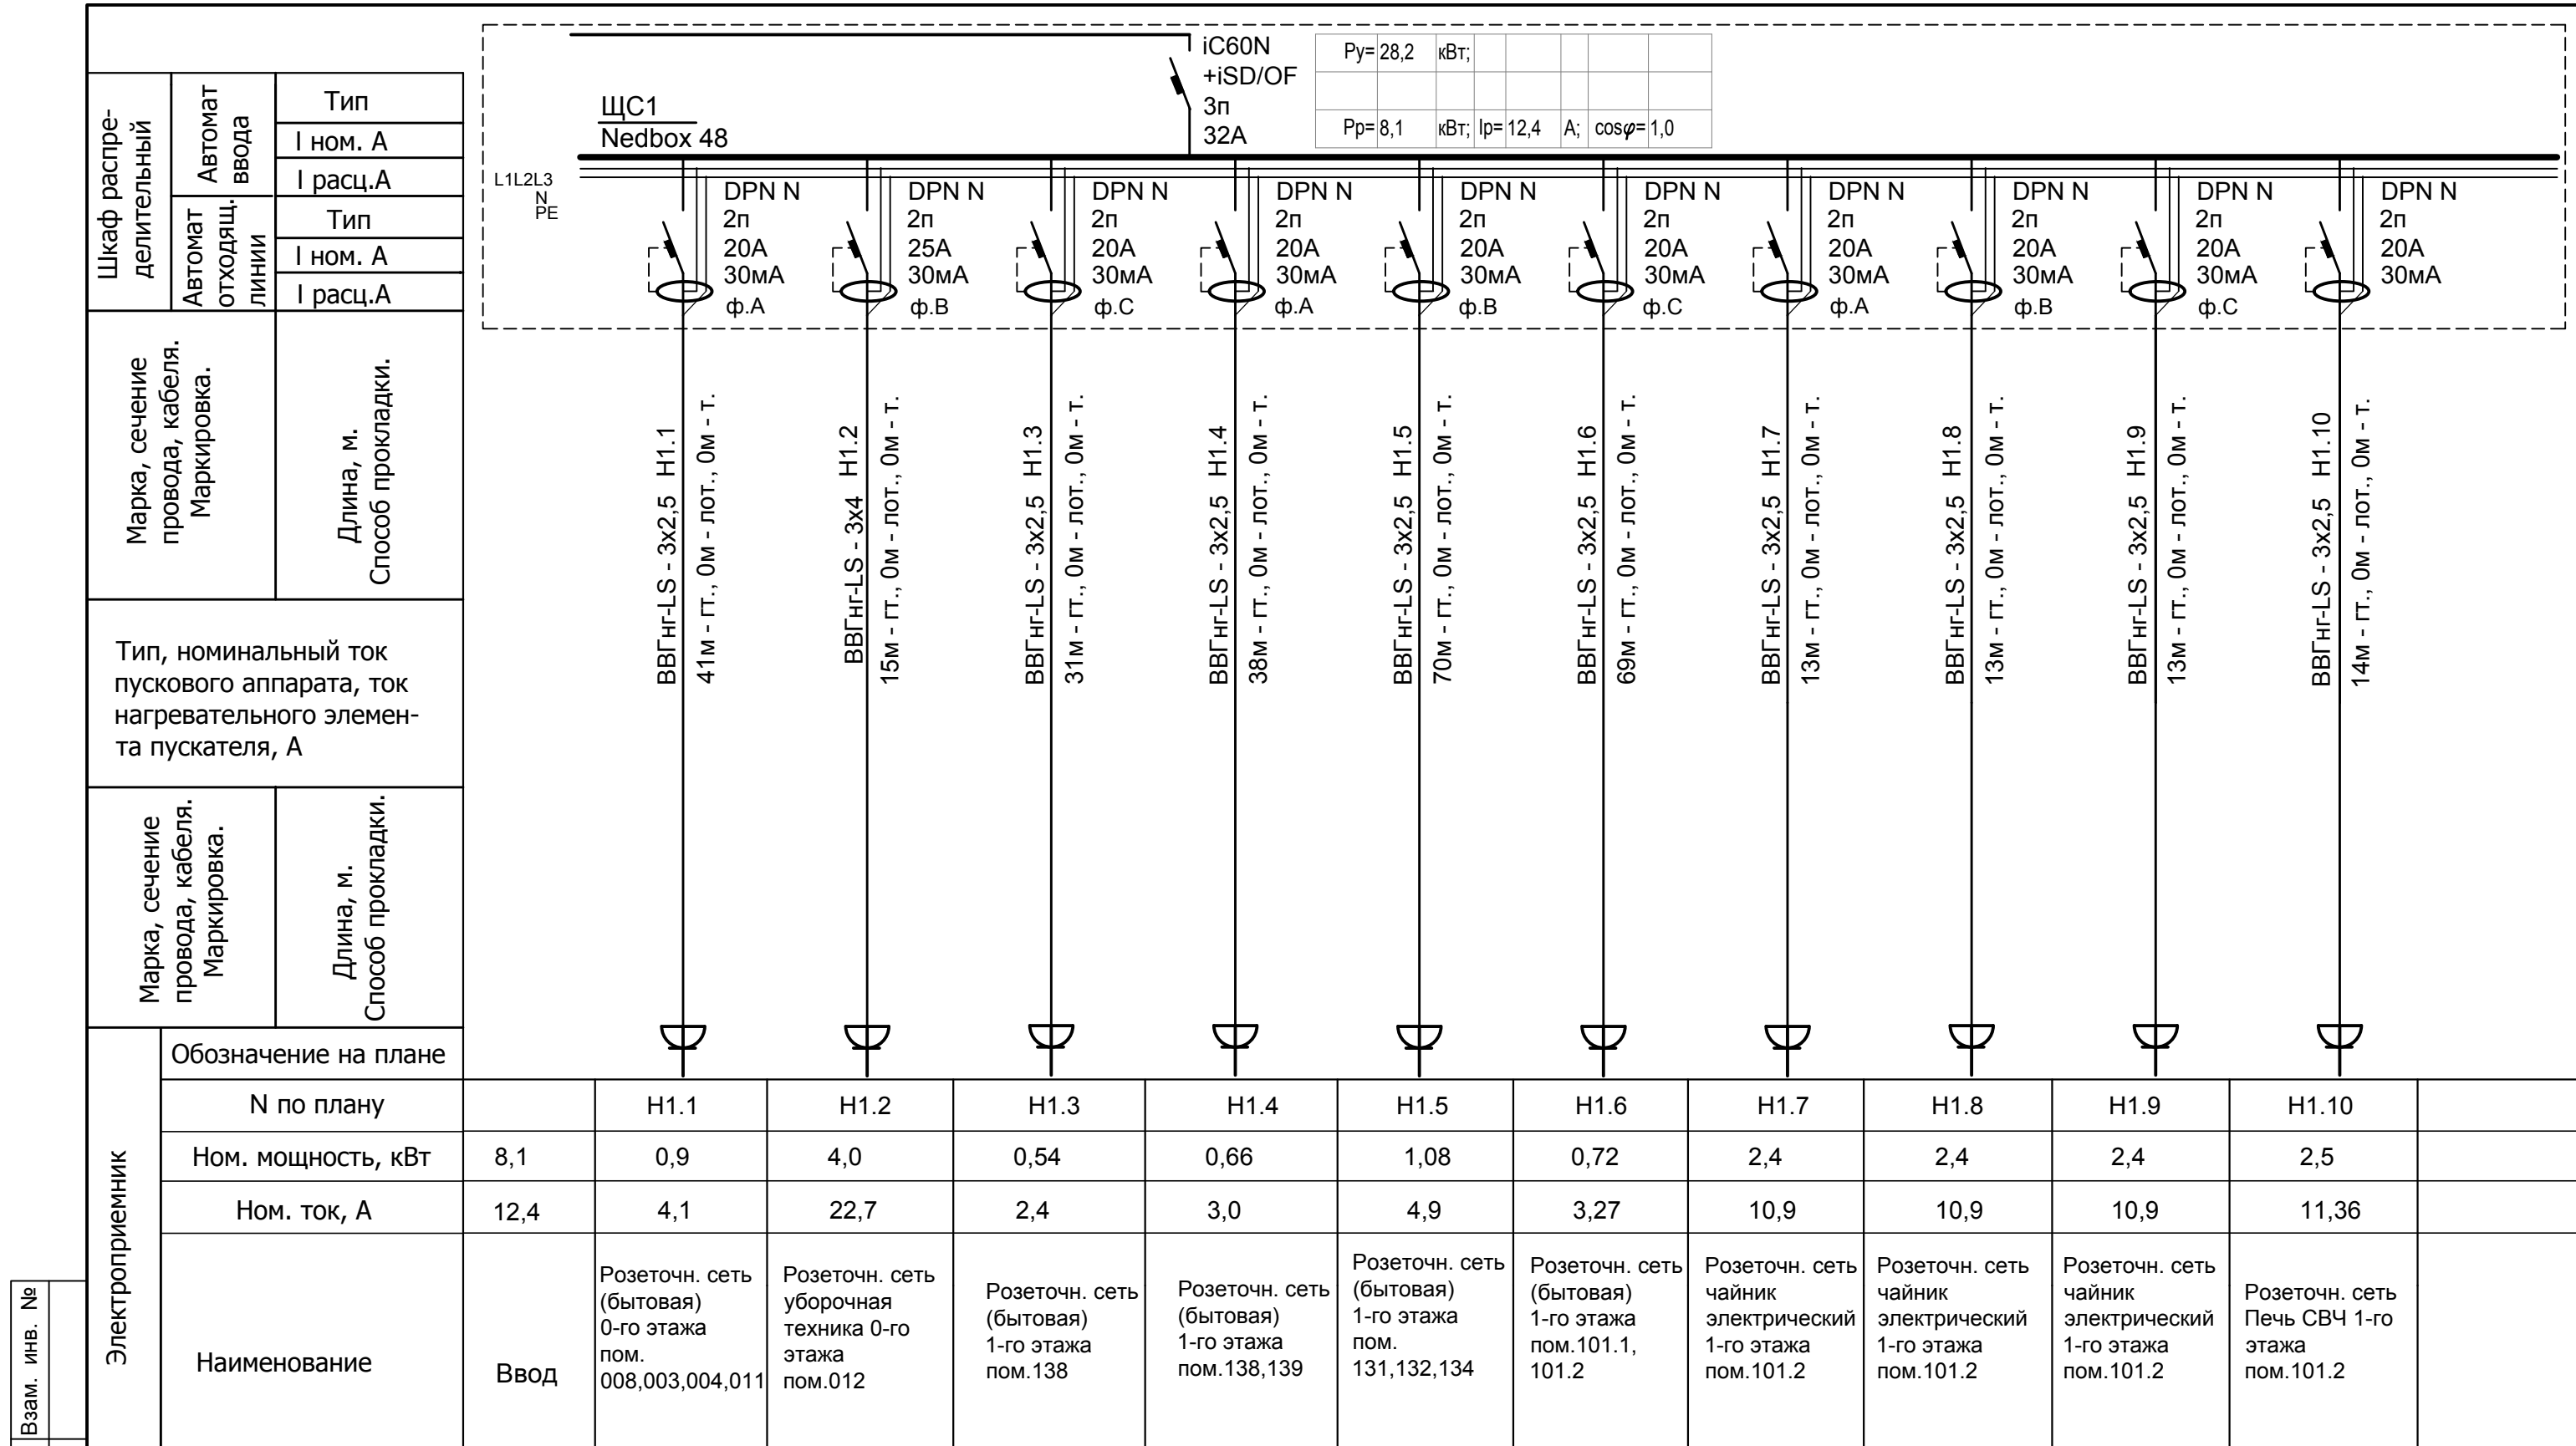 iC60N
+iSD/OF
3п
32А
Ру= 28,2 кВт;
Рр= 8,1 кВт; Iр= 12,4 А; cosφ= 1,0
ЩС1
Nedbox 48
L1L2L3
N
PE
Шкаф распре-
делительный
Автомат
ввода
Тип
I ном. А
I расц.А
Автомат
отходящ.
линии
Тип
I ном. А
I расц.А
DPN N
2п
20А
30мА
ф.А
DPN N
2п
25А
30мА
ф.В
DPN N
2п
20А
30мА
ф.С
DPN N
2п
20А
30мА
ф.А
DPN N
2п
20А
30мА
ф.В
DPN N
2п
20А
30мА
ф.С
DPN N
2п
20А
30мА
ф.А
DPN N
2п
20А
30мА
ф.В
DPN N
2п
20А
30мА
ф.С
DPN N
2п
20А
30мА
Марка, сечение
провода, кабеля.
Маркировка.
Длина, м.
Способ прокладки.
ВВГнг-LS - 3х2,5 Н1.1
41м - гт., 0м - лот., 0м - т.
ВВГнг-LS - 3х4 Н1.2
15м - гт., 0м - лот., 0м - т.
ВВГнг-LS - 3х2,5 Н1.3
31м - гт., 0м - лот., 0м - т.
ВВГнг-LS - 3х2,5 Н1.4
38м - гт., 0м - лот., 0м - т.
ВВГнг-LS - 3х2,5 Н1.5
70м - гт., 0м - лот., 0м - т.
ВВГнг-LS - 3х2,5 Н1.6
69м - гт., 0м - лот., 0м - т.
ВВГнг-LS - 3х2,5 Н1.7
13м - гт., 0м - лот., 0м - т.
ВВГнг-LS - 3х2,5 Н1.8
13м - гт., 0м - лот., 0м - т.
ВВГнг-LS - 3х2,5 Н1.9
13м - гт., 0м - лот., 0м - т.
ВВГнг-LS - 3х2,5 Н1.10
14м - гт., 0м - лот., 0м - т.
Тип, номинальный ток
пускового аппарата, ток
нагревательного элемен-
та пускателя, А
Марка, сечение
провода, кабеля.
Маркировка.
Длина, м.
Способ прокладки.
Электроприемник
Обозначение на плане
N по плану Н1.1 Н1.2 Н1.3 Н1.4 Н1.5 Н1.6 Н1.7 Н1.8 Н1.9 Н1.10
Ном. мощность, кВт 8,1 0,9 4,0 0,54 0,66 1,08 0,72 2,4 2,4 2,4 2,5
Ном. ток, А 12,4 4,1 22,7 2,4 3,0 4,9 3,27 10,9 10,9 10,9 11,36
Наименование
Ввод
Розеточн. сеть
(бытовая)
0-го этажа
пом.
008,003,004,011
Розеточн. сеть
уборочная
техника 0-го
этажа
пом.012
Розеточн. сеть
(бытовая)
1-го этажа
пом.138
Розеточн. сеть
(бытовая)
1-го этажа
пом.138,139
Розеточн. сеть
(бытовая)
1-го этажа
пом.
131,132,134
Розеточн. сеть
(бытовая)
1-го этажа
пом.101.1,
101.2
Розеточн. сеть
чайник
электрический
1-го этажа
пом.101.2
Розеточн. сеть
чайник
электрический
1-го этажа
пом.101.2
Розеточн. сеть
чайник
электрический
1-го этажа
пом.101.2
Розеточн. сеть
Печь СВЧ 1-го
этажа
пом.101.2
Взам. инв. №